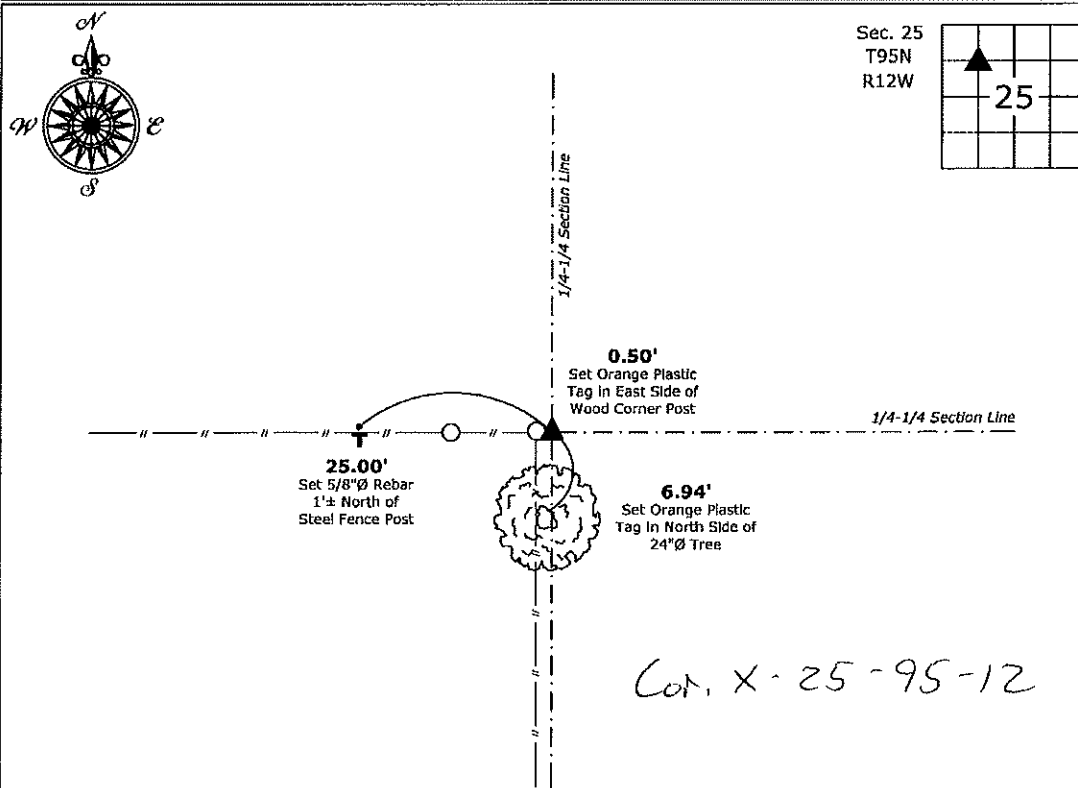 N
W
E
S
Sec. 25
T95N
R12W
25
1/4-1/4 Section Line
0.50'
Set Orange Plastic
Tag in East Side of
Wood Corner Post
1/4-1/4 Section Line
25.00'
Set 5/8"Ø Rebar
1'± North of
Steel Fence Post
6.94'
Set Orange Plastic
Tag in North Side of
24"Ø Tree
Cor. X-25-95-12